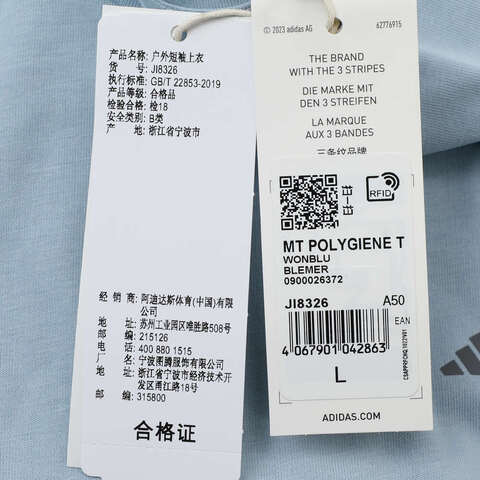 产品名称: 户外短袖上衣
货 号: JI8326
执行标准: GB/T 22853-2019
产品等级: 合格品
检验合格: 检18
安全类别: B类
产 地: 浙江省宁波市
经 销 商: 阿迪达斯体育(中国)有限
公司
地址: 苏州工业园区唯胜路508号
邮编: 215126
电话: 400 880 1515
厂名: 宁波图腾服饰有限公司
地址: 浙江省宁波市经济技术开
发区甬江路18号
邮编: 315800
合格证
© 2023 adidas AG
62776915
THE BRAND
WITH THE 3 STRIPES
DIE MARKE MIT
DEN 3 STREIFEN
LA MARQUE
AUX 3 BANDES
三条纹品牌
RFID
MT POLYGIENE T
WONBLU
BLEMER
0900026372
JI8326 A50
EAN
4 067901 042863
L
ADIDAS.COM